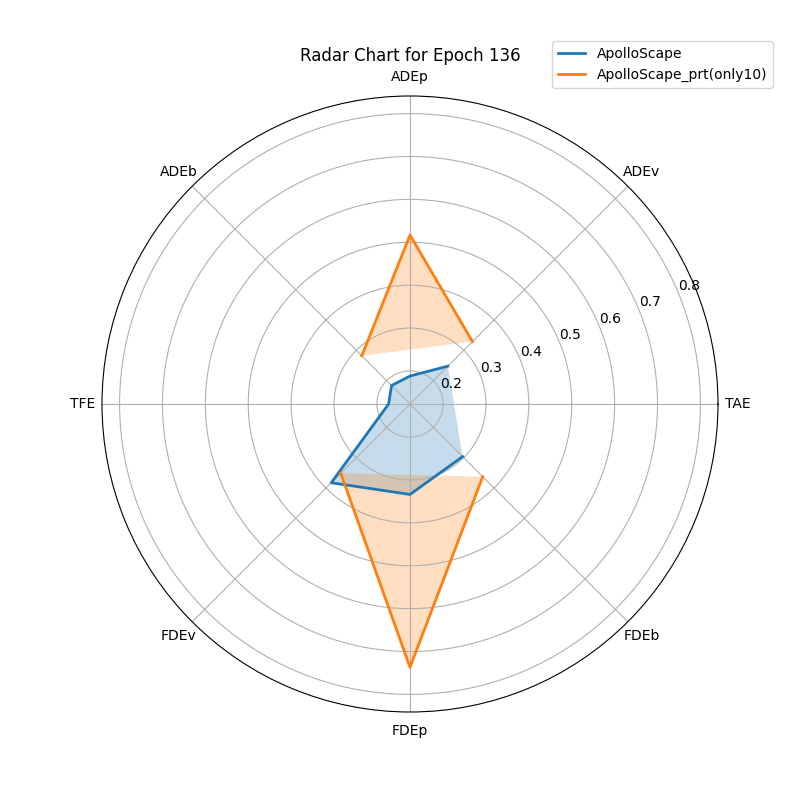 Radar Chart for Epoch 136
ApolloScape
ApolloScape_prt(only10)
ADEp
ADEb
ADEv
0.8
0.7
0.6
0.5
0.4
0.3
0.2
TFE
TAE
FDEv
FDEb
FDEp